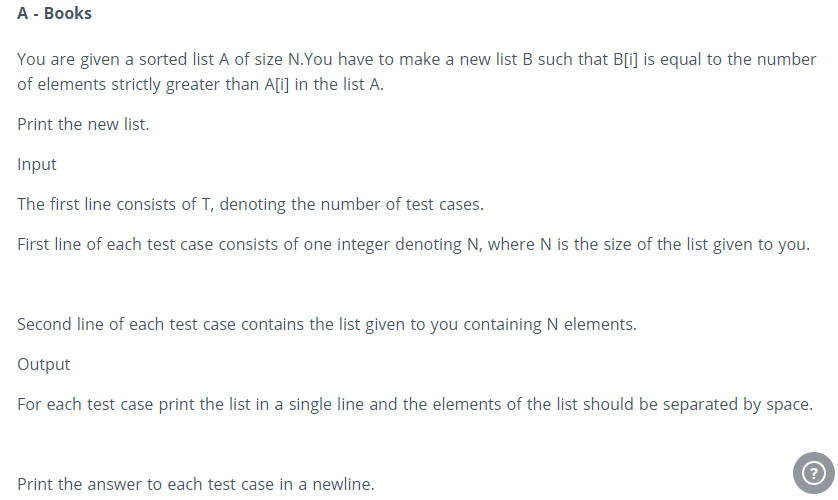 A - Books
You are given a sorted list A of size N.You have to make a new list B such that B[i] is equal to the number
of elements strictly greater than A[i] in the list A.
Print the new list.
Input
The first line consists of T, denoting the number of test cases.
First line of each test case consists of one integer denoting N, where N is the size of the list given to you.
Second line of each test case contains the list given to you containing N elements.
Output
For each test case print the list in a single line and the elements of the list should be separated by space.
Print the answer to each test case in a newline.
?